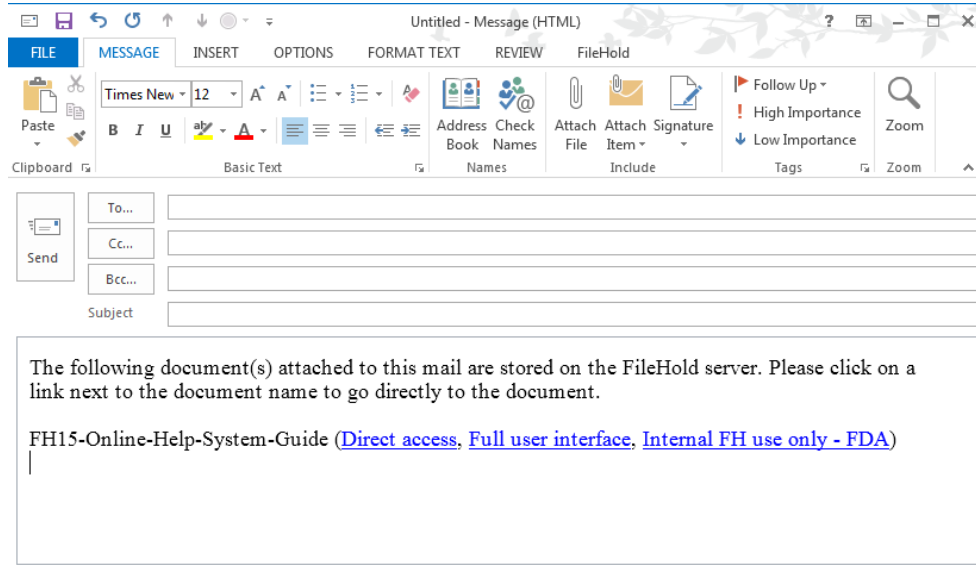 Untitled - Message (HTML)
FILE MESSAGE INSERT OPTIONS FORMAT TEXT REVIEW FileHold
Times New 12
Follow Up
High Importance
Low Importance
Paste
B I U
Address Book
Check Names
Attach File
Attach Item
Signature
Zoom
Clipboard Basic Text Names Include Tags Zoom
Send
To...
Cc...
Bcc...
Subject
The following document(s) attached to this mail are stored on the FileHold server. Please click on a
link next to the document name to go directly to the document.
FH15-Online-Help-System-Guide (Direct access, Full user interface, Internal FH use only - FDA)